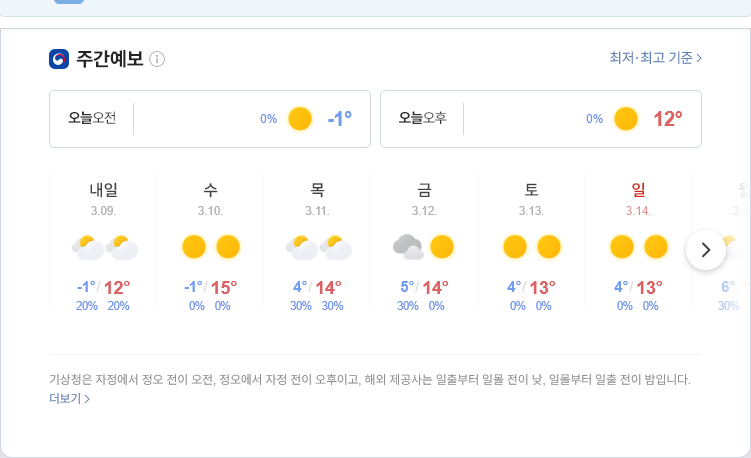 주간예보
최저·최고 기준
오늘오전 0% -1°
오늘오후 0% 12°
내일 수 목 금 토 일 월
3.09. 3.10. 3.11. 3.12. 3.13. 3.14. 3.
-1°/12° -1°/15° 4°/14° 5°/14° 4°/13° 4°/13° 6°
20% 20% 0% 0% 30% 30% 30% 0% 0% 0% 0% 0% 30%
기상청은 자정에서 정오 전이 오전, 정오에서 자정 전이 오후이고, 해외 제공사는 일출부터 일몰 전이 낮, 일몰부터 일출 전이 밤입니다.
더보기